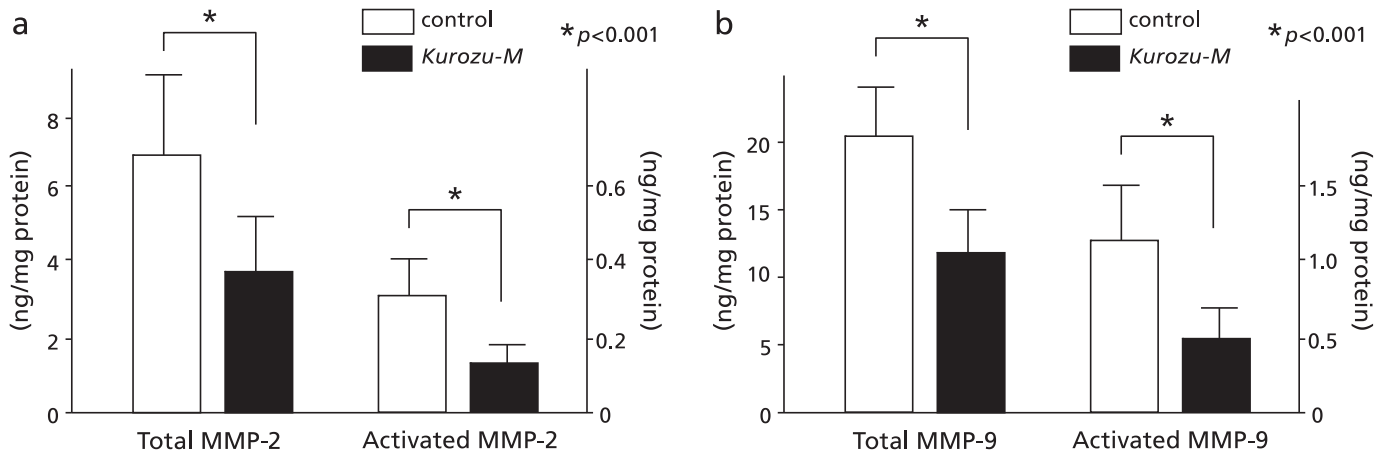 a
control
Kurozu-M
*p<0.001
*
*
(ng/mg protein)
8
6
4
2
0
0.6
0.4
0.2
0
(ng/mg protein)
Total MMP-2
Activated MMP-2
b
control
Kurozu-M
*p<0.001
*
*
(ng/mg protein)
20
15
10
5
0
1.5
1.0
0.5
0
(ng/mg protein)
Total MMP-9
Activated MMP-9